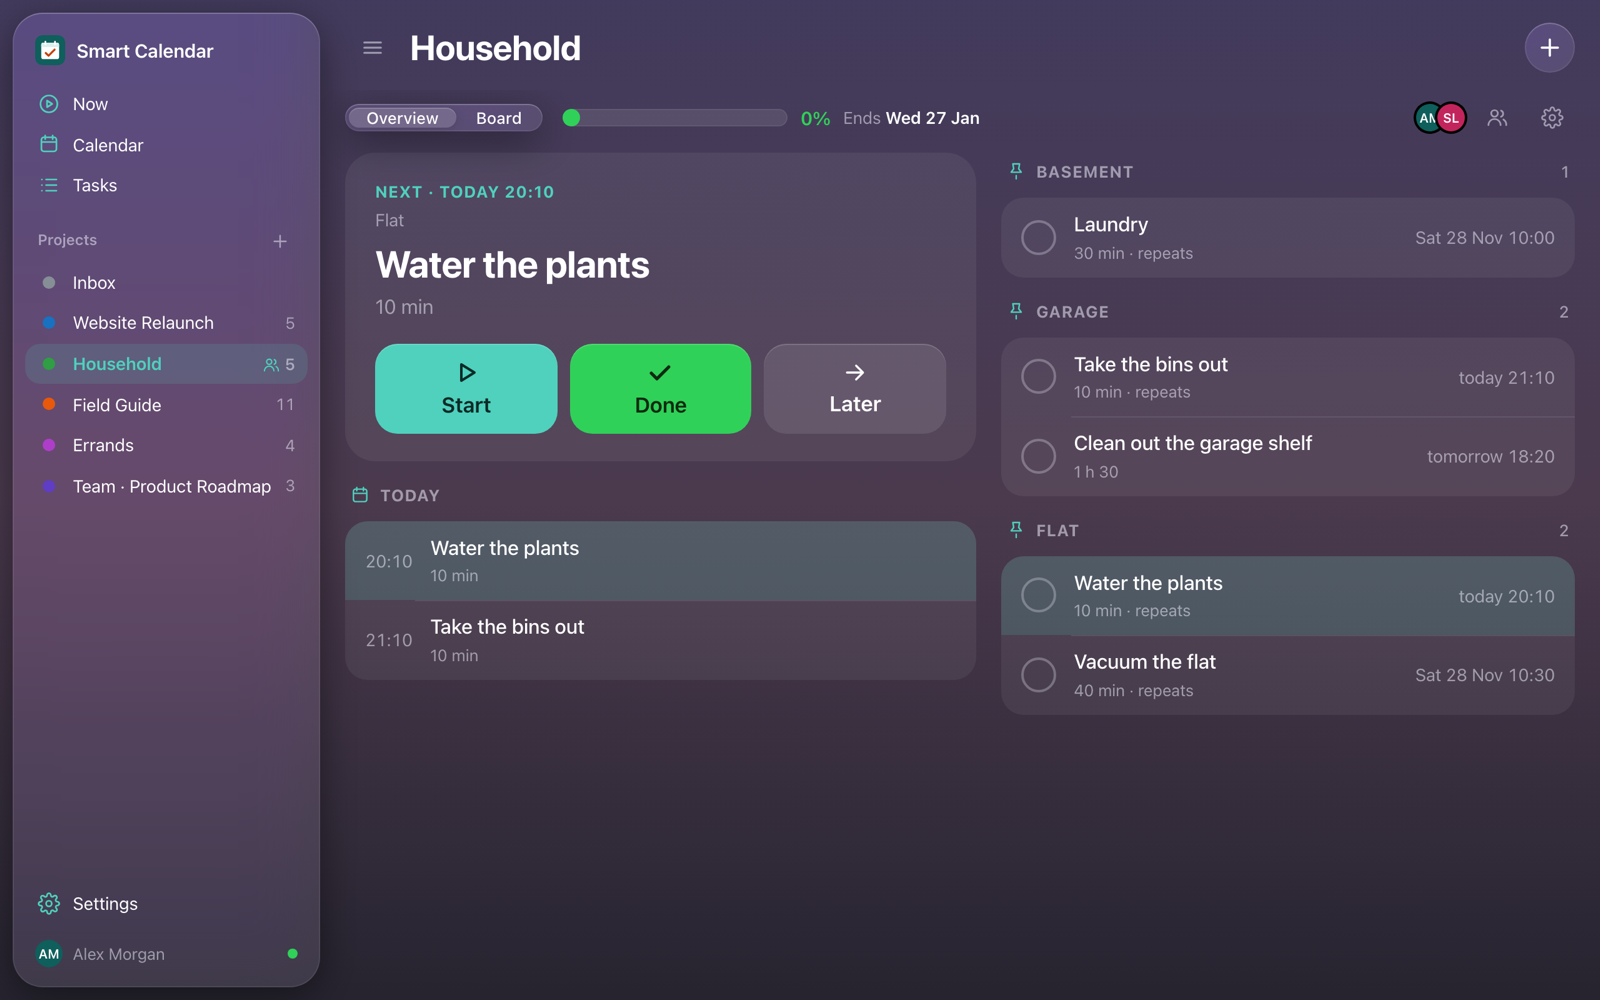 Smart Calendar
Now
Calendar
Tasks
Projects
Inbox
Website Relaunch 5
Household 5
Field Guide 11
Errands 4
Team · Product Roadmap 3
Settings
AM Alex Morgan
Household
Overview Board 0% Ends Wed 27 Jan
AM SL
NEXT · TODAY 20:10
Flat
Water the plants
10 min
Start Done Later
TODAY
20:10 Water the plants
10 min
21:10 Take the bins out
10 min
BASEMENT 1
Laundry Sat 28 Nov 10:00
30 min · repeats
GARAGE 2
Take the bins out today 21:10
10 min · repeats
Clean out the garage shelf tomorrow 18:20
1 h 30
FLAT 2
Water the plants today 20:10
10 min · repeats
Vacuum the flat Sat 28 Nov 10:30
40 min · repeats